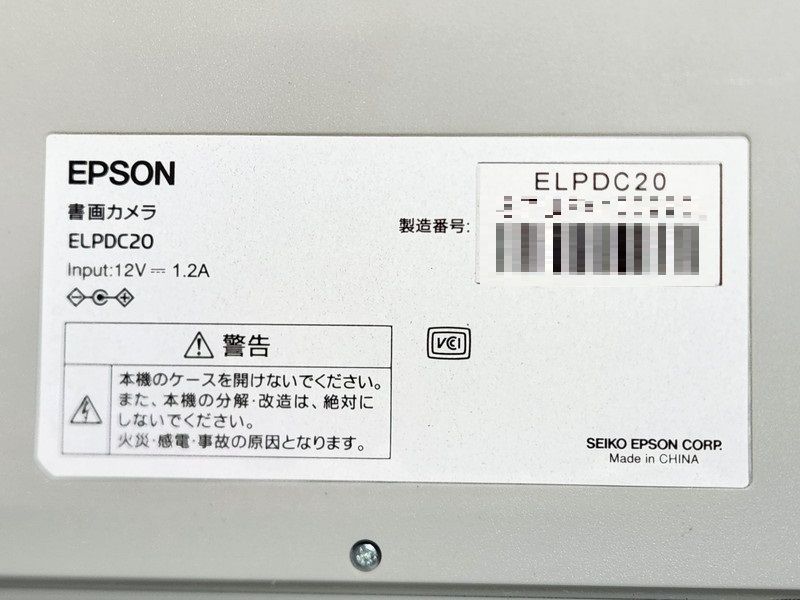 EPSON
書画カメラ
ELPDC20
Input:12V⎓ 1.2A
製造番号:
ELPDC20
VCI
警告
本機のケースを開けないでください。
また、本機の分解・改造は、絶対に
しないでください。
火災・感電・事故の原因となります。
SEIKO EPSON CORP.
Made in CHINA